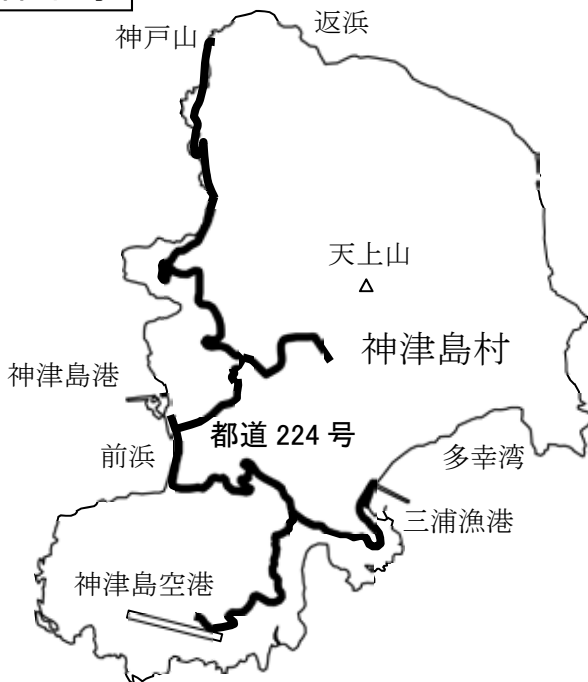 神戸山
返浜
天上山
神津島村
神津島港
都道 224 号
前浜
多幸湾
三浦漁港
神津島空港